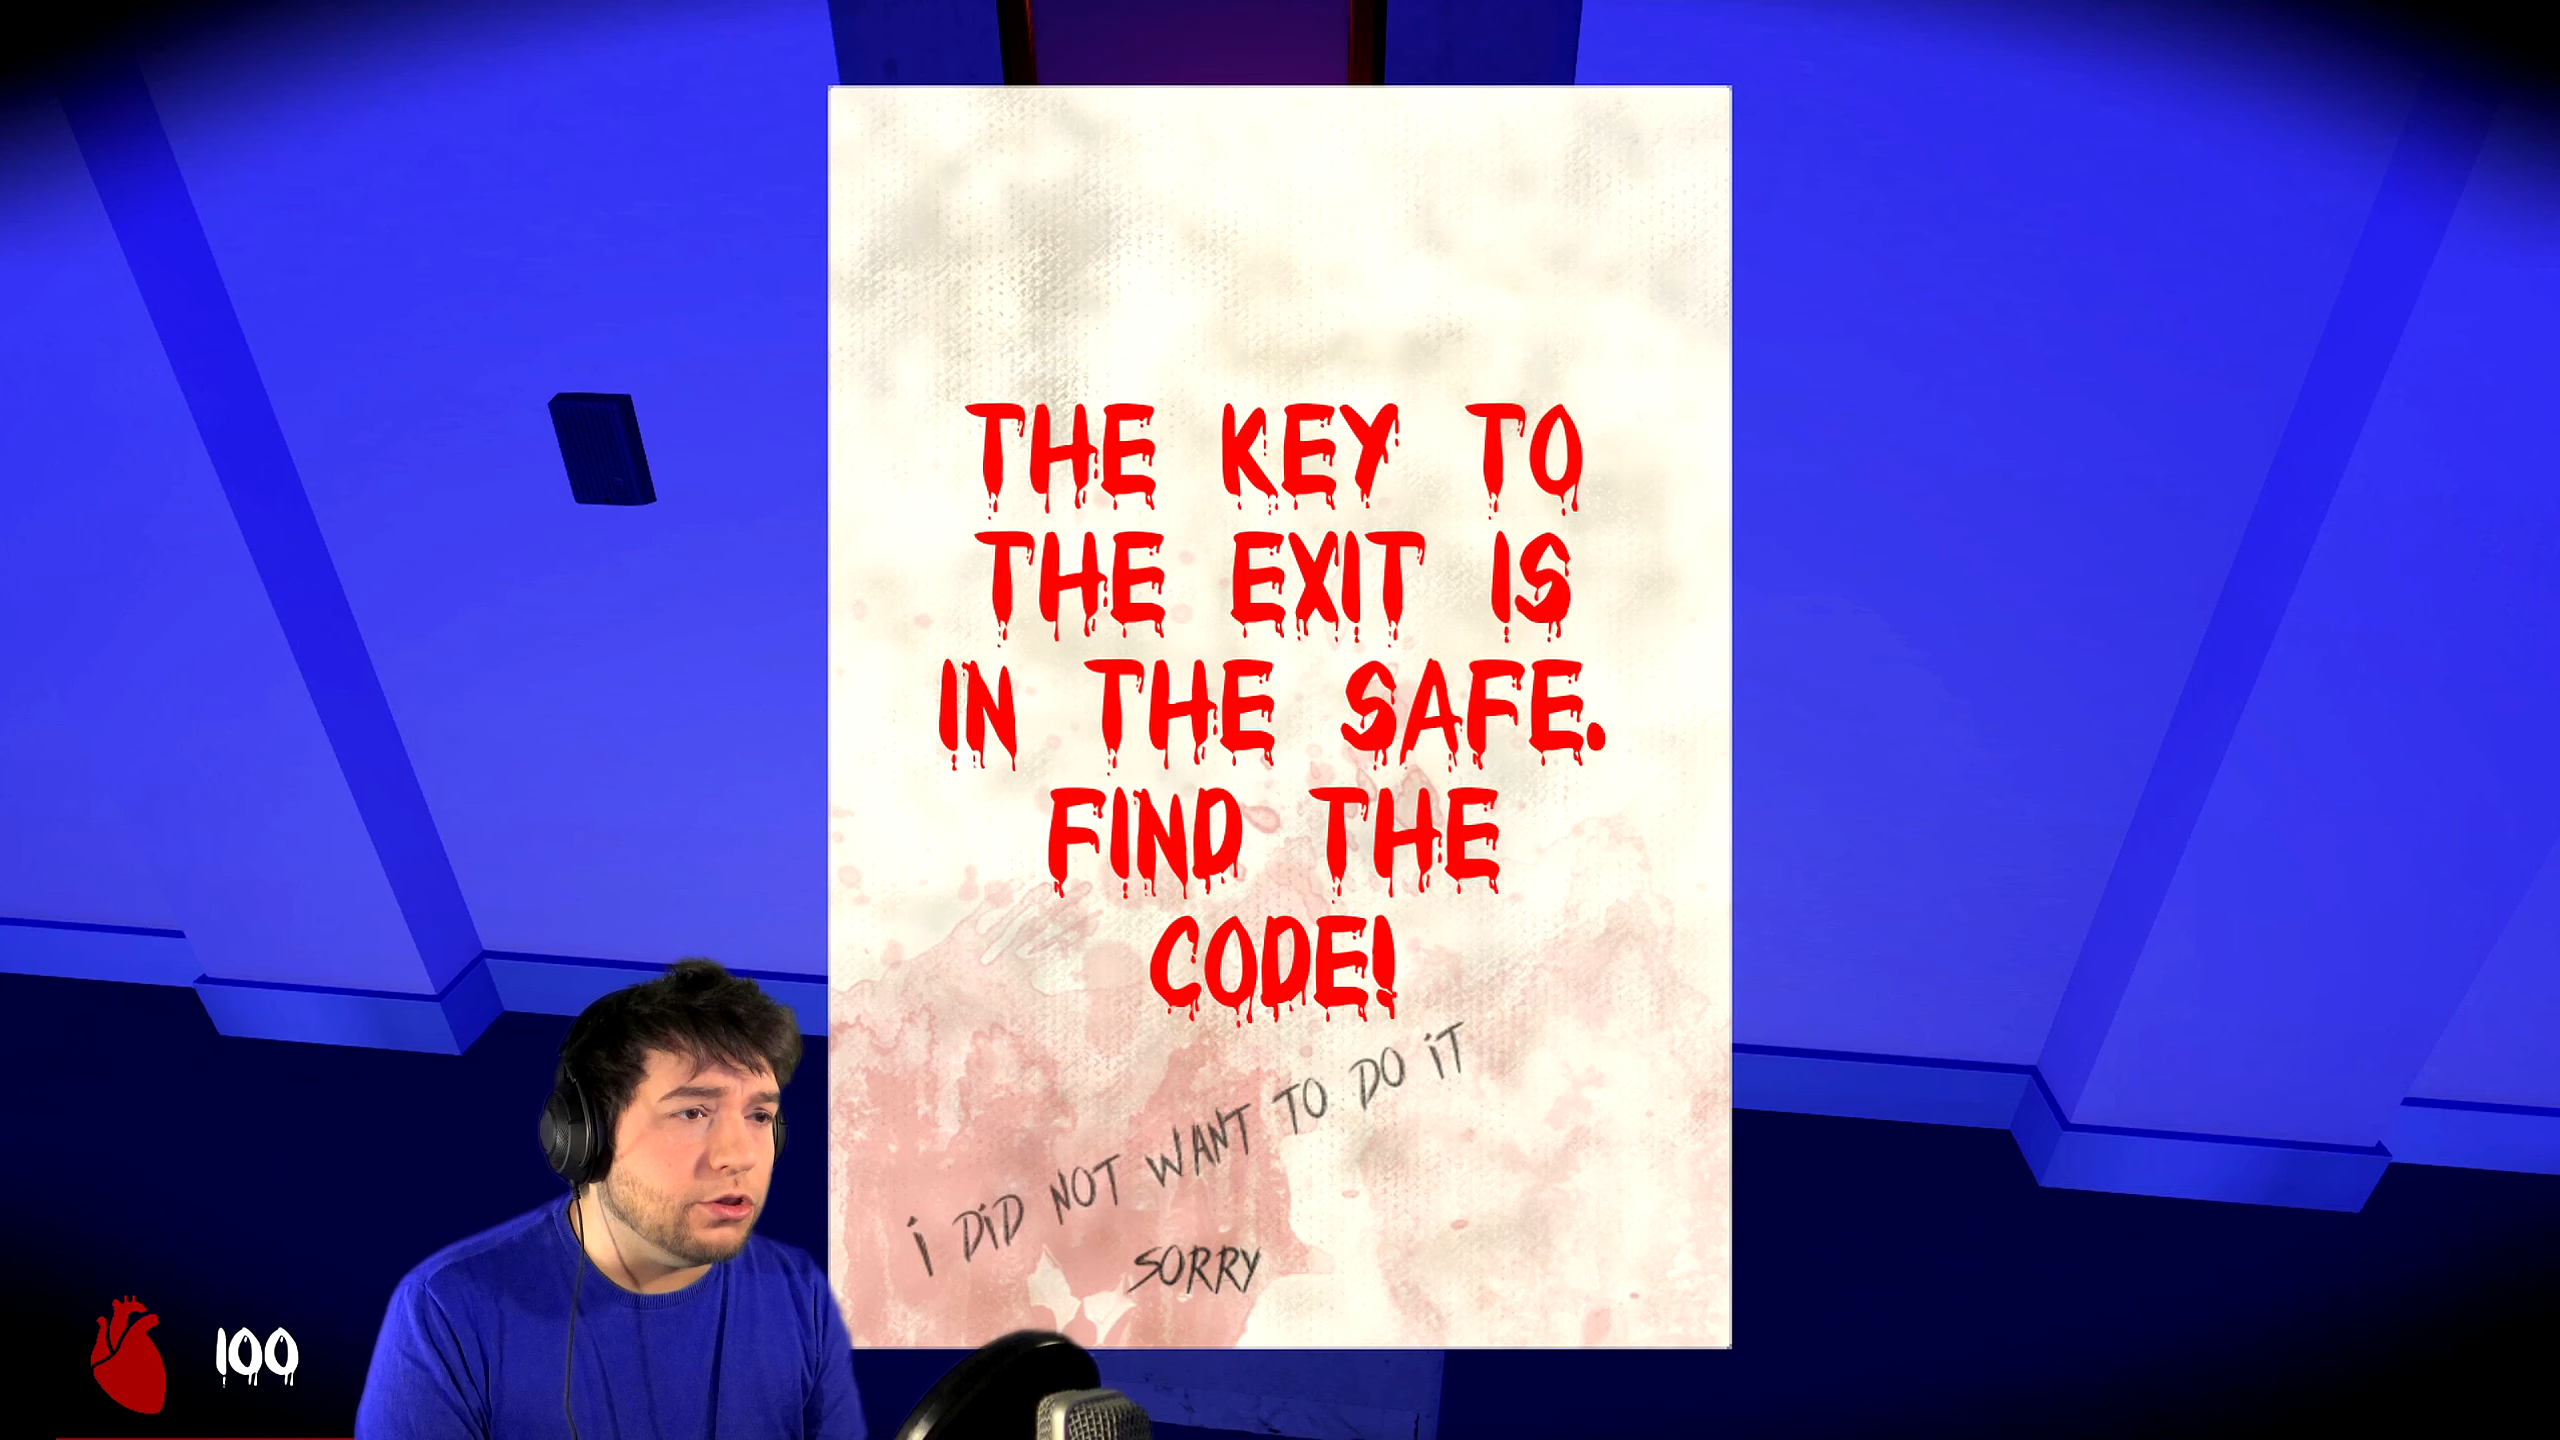 THE KEY TO
THE EXIT IS
IN THE SAFE.
FIND THE
CODE!
i DiD NOT WANT TO DO iT
SORRY
100